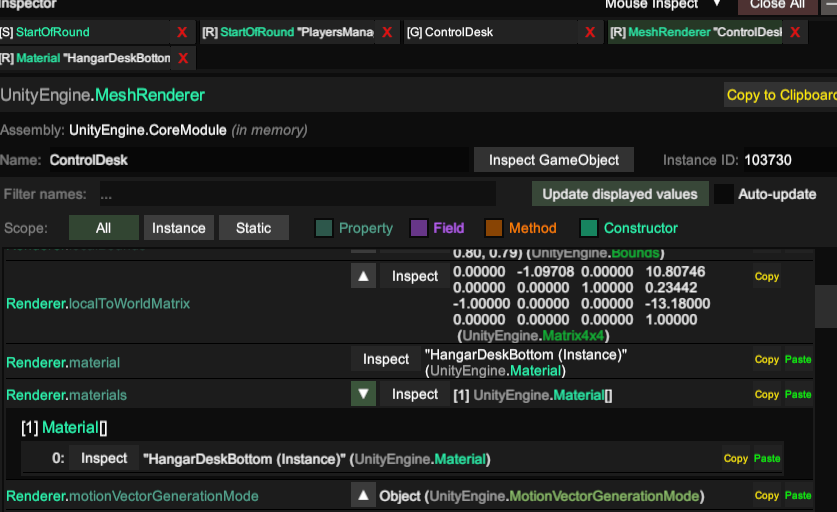 Inspector Mouse Inspect ▼ Close All
[S] StartOfRound X [R] StartOfRound "PlayersMana X [G] ControlDesk X [R] MeshRenderer "ControlDesk X
[R] Material "HangarDeskBottom X
UnityEngine.MeshRenderer Copy to Clipboard
Assembly: UnityEngine.CoreModule (in memory)
Name: ControlDesk Inspect GameObject Instance ID: 103730
Filter names: ... Update displayed values Auto-update
Scope: All Instance Static Property Field Method Constructor
0.80, 0.79) (UnityEngine.Bounds)
Renderer.localToWorldMatrix ▲ Inspect 0.00000 -1.09708 0.00000 10.80746 Copy
0.00000 0.00000 1.00000 0.23442
-1.00000 0.00000 0.00000 -13.18000
0.00000 0.00000 0.00000 1.00000
(UnityEngine.Matrix4x4)
Renderer.material Inspect "HangarDeskBottom (Instance)" Copy Paste
(UnityEngine.Material)
Renderer.materials ▼ Inspect [1] UnityEngine.Material[] Copy Paste
[1] Material[]
0: Inspect "HangarDeskBottom (Instance)" (UnityEngine.Material) Copy Paste
Renderer.motionVectorGenerationMode ▲ Object (UnityEngine.MotionVectorGenerationMode) Copy Paste